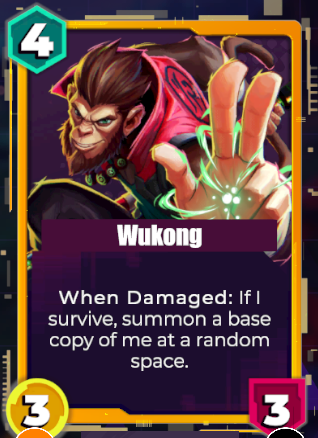 4
Wukong
When Damaged: If I
survive, summon a base
copy of me at a random
space.
3
3